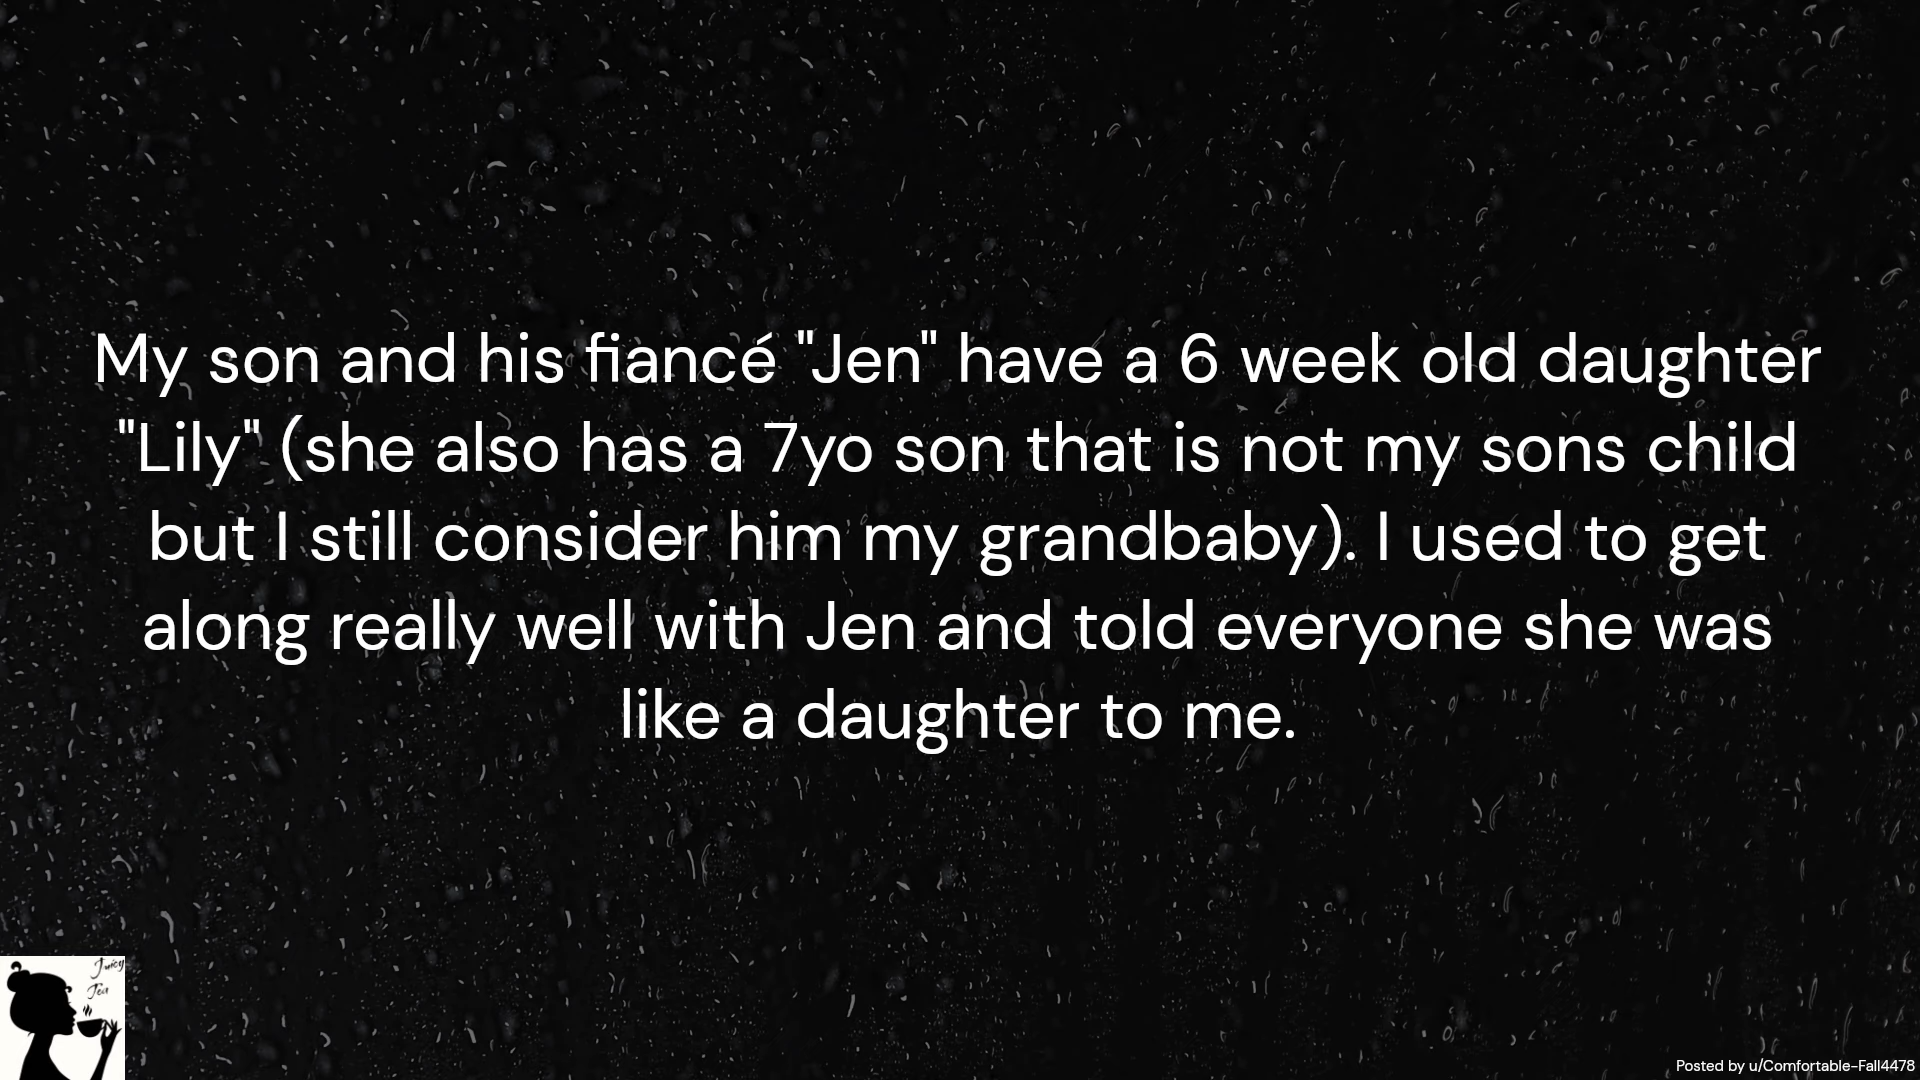 My son and his fiancé "Jen" have a 6 week old daughter
"Lily" (she also has a 7yo son that is not my sons child
but I still consider him my grandbaby). I used to get
along really well with Jen and told everyone she was
like a daughter to me.
Juicy
Tea
Posted by u/Comfortable-Fall4478